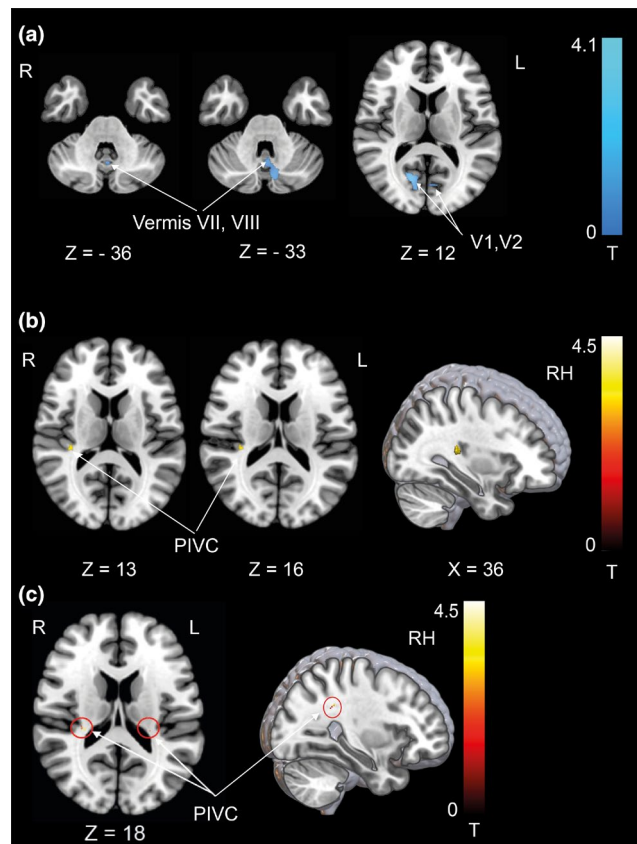 (a)
R
L
4.1
Vermis VII, VIII
V1,V2
0
Z = - 36
Z = - 33
Z = 12
T
(b)
R
L
RH
4.5
PIVC
0
Z = 13
Z = 16
X = 36
T
(c)
R
L
RH
4.5
PIVC
0
Z = 18
T